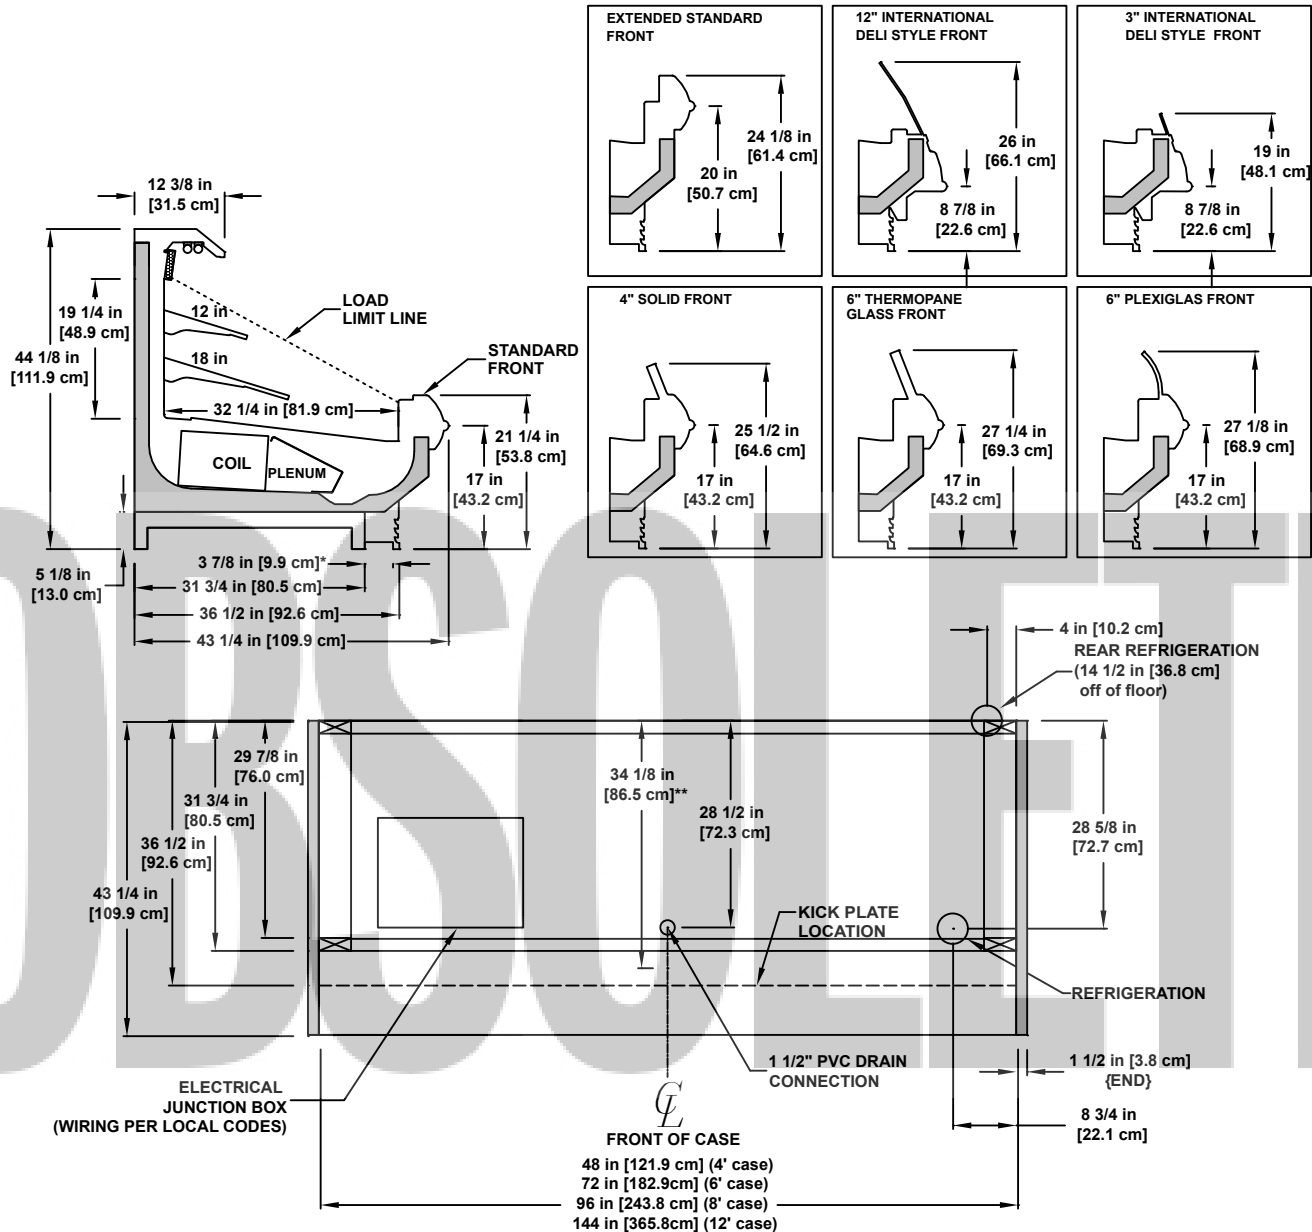 EXTENDED STANDARD
FRONT
24 1/8 in
[61.4 cm]
20 in
[50.7 cm]
12" INTERNATIONAL
DELI STYLE FRONT
26 in
[66.1 cm]
8 7/8 in
[22.6 cm]
3" INTERNATIONAL
DELI STYLE FRONT
19 in
[48.1 cm]
8 7/8 in
[22.6 cm]
12 3/8 in
[31.5 cm]
19 1/4 in
[48.9 cm]
44 1/8 in
[111.9 cm]
12 in
18 in
LOAD
LIMIT LINE
STANDARD
FRONT
32 1/4 in [81.9 cm]
COIL
PLENUM
21 1/4 in
[53.8 cm]
17 in
[43.2 cm]
5 1/8 in
[13.0 cm]
3 7/8 in [9.9 cm]*
31 3/4 in [80.5 cm]
36 1/2 in [92.6 cm]
43 1/4 in [109.9 cm]
4" SOLID FRONT
25 1/2 in
[64.6 cm]
17 in
[43.2 cm]
6" THERMOPANE
GLASS FRONT
27 1/4 in
[69.3 cm]
17 in
[43.2 cm]
6" PLEXIGLAS FRONT
27 1/8 in
[68.9 cm]
17 in
[43.2 cm]
OBSOLETE
4 in [10.2 cm]
REAR REFRIGERATION
(14 1/2 in [36.8 cm]
off of floor)
29 7/8 in
[76.0 cm]
31 3/4 in
[80.5 cm]
36 1/2 in
[92.6 cm]
43 1/4 in
[109.9 cm]
34 1/8 in
[86.5 cm]**
28 1/2 in
[72.3 cm]
28 5/8 in
[72.7 cm]
KICK PLATE
LOCATION
REFRIGERATION
ELECTRICAL
JUNCTION BOX
(WIRING PER LOCAL CODES)
1 1/2" PVC DRAIN
CONNECTION
1 1/2 in [3.8 cm]
{END}
8 3/4 in
[22.1 cm]
CL
FRONT OF CASE
48 in [121.9 cm] (4' case)
72 in [182.9cm] (6' case)
96 in [243.8 cm] (8' case)
144 in [365.8cm] (12' case)